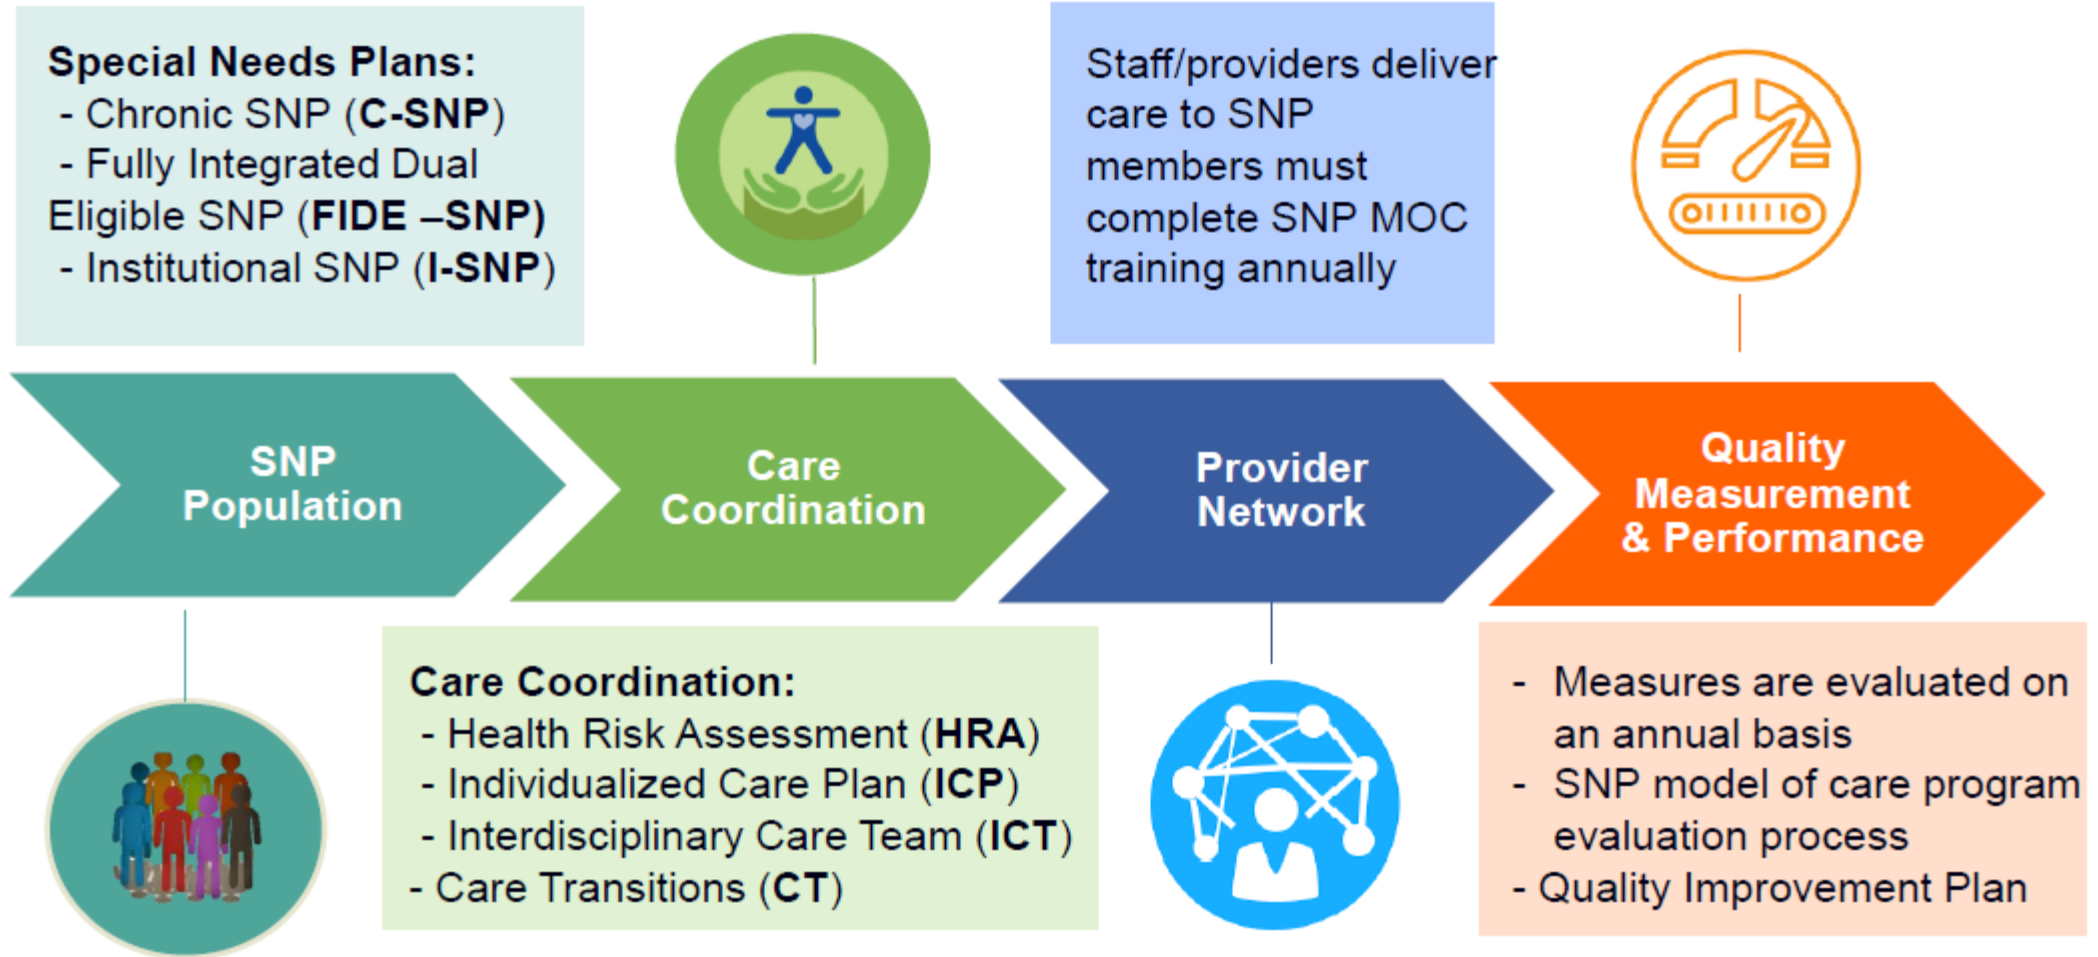 Special Needs Plans:
- Chronic SNP (C-SNP)
- Fully Integrated Dual
Eligible SNP (FIDE –SNP)
- Institutional SNP (I-SNP)
Staff/providers deliver
care to SNP
members must
complete SNP MOC
training annually
SNP
Population
Care
Coordination
Provider
Network
Quality
Measurement
& Performance
Care Coordination:
- Health Risk Assessment (HRA)
- Individualized Care Plan (ICP)
- Interdisciplinary Care Team (ICT)
- Care Transitions (CT)
- Measures are evaluated on
an annual basis
- SNP model of care program
evaluation process
- Quality Improvement Plan